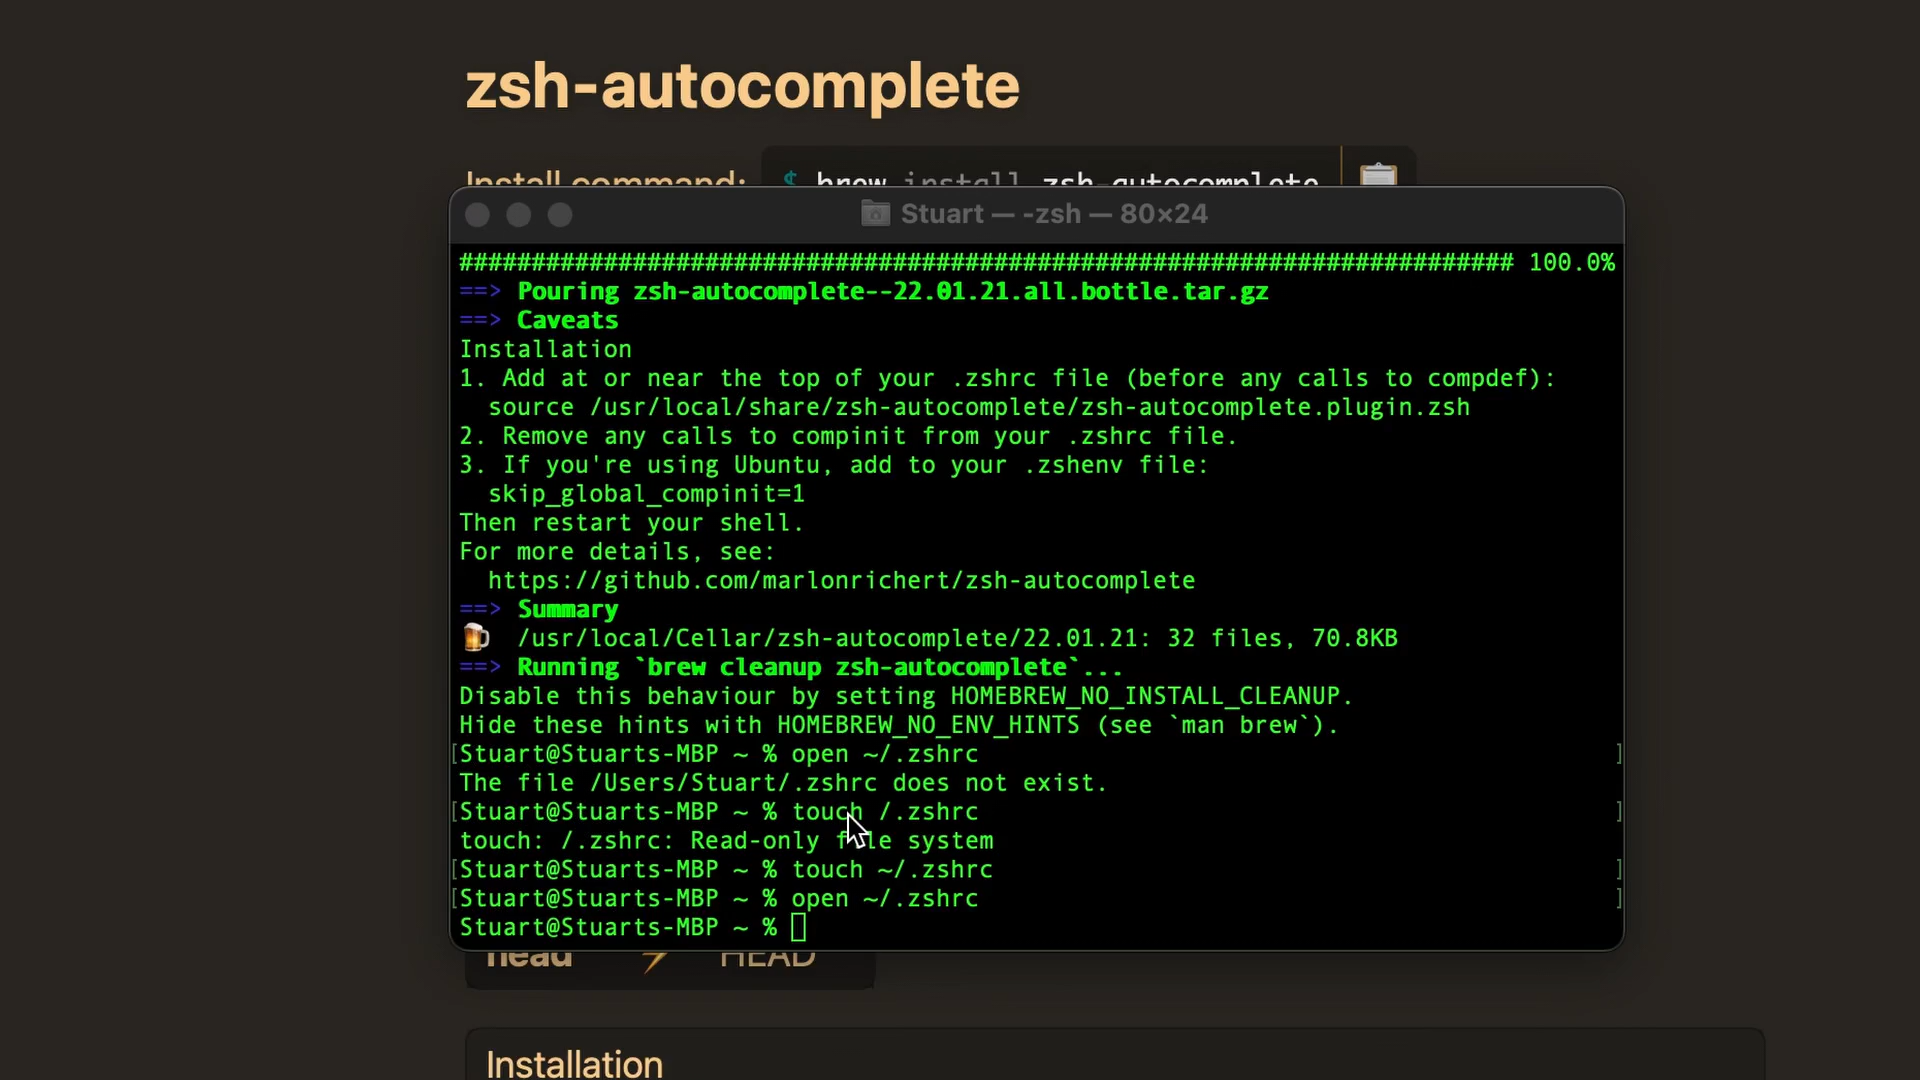 zsh-autocomplete
Install command: $ brew install zsh-autocomplete
Stuart — -zsh — 80×24
######################################################################### 100.0%
==> Pouring zsh-autocomplete--22.01.21.all.bottle.tar.gz
==> Caveats
Installation
1. Add at or near the top of your .zshrc file (before any calls to compdef):
  source /usr/local/share/zsh-autocomplete/zsh-autocomplete.plugin.zsh
2. Remove any calls to compinit from your .zshrc file.
3. If you're using Ubuntu, add to your .zshenv file:
  skip_global_compinit=1
Then restart your shell.
For more details, see:
  https://github.com/marlonrichert/zsh-autocomplete
==> Summary
🍺  /usr/local/Cellar/zsh-autocomplete/22.01.21: 32 files, 70.8KB
==> Running `brew cleanup zsh-autocomplete`...
Disable this behaviour by setting HOMEBREW_NO_INSTALL_CLEANUP.
Hide these hints with HOMEBREW_NO_ENV_HINTS (see `man brew`).
[Stuart@Stuarts-MBP ~ % open ~/.zshrc ]
The file /Users/Stuart/.zshrc does not exist.
[Stuart@Stuarts-MBP ~ % touch /.zshrc ]
touch: /.zshrc: Read-only file system
[Stuart@Stuarts-MBP ~ % touch ~/.zshrc ]
[Stuart@Stuarts-MBP ~ % open ~/.zshrc ]
Stuart@Stuarts-MBP ~ %
head ⚡ HEAD
Installation